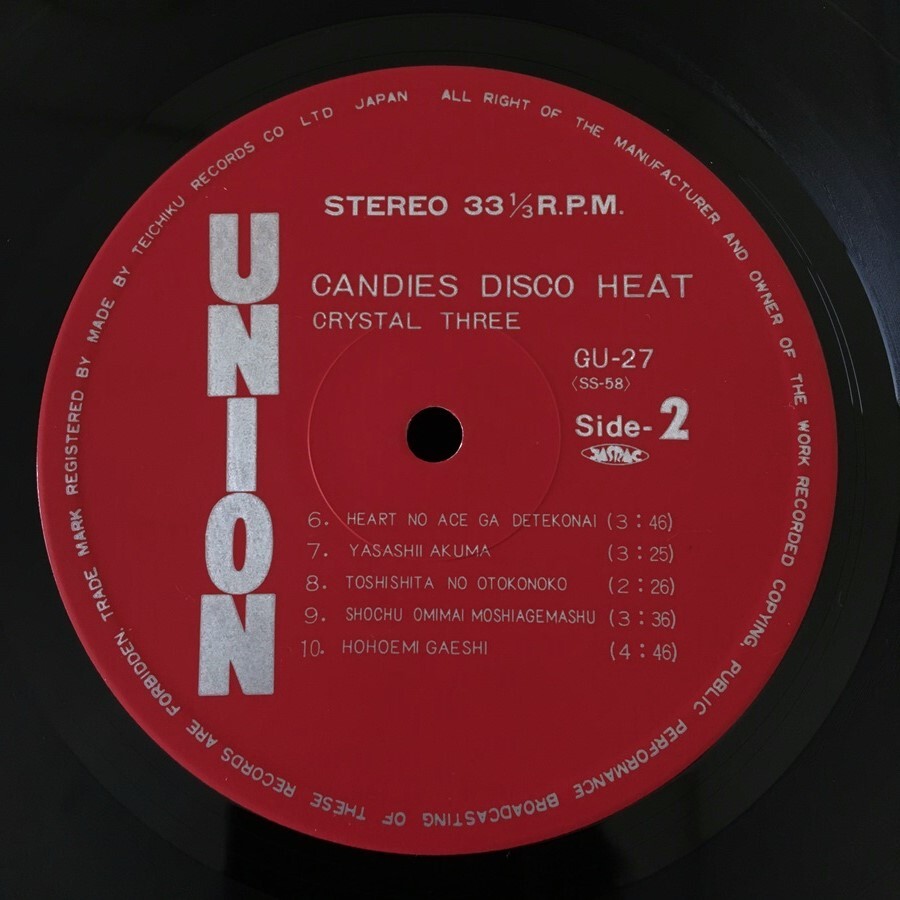 TRADE MARK REGISTERED BY MADE BY TEICHIKU RECORDS CO LTD JAPAN
ALL RIGHT OF THE MANUFACTURER AND OWNER OF THE WORK RECORDED COPYING, PUBLIC PERFORMANCE BROADCASTING OF THESE RECORDS ARE FORBIDDEN.
UNION
STEREO 33 1/3 R.P.M.
CANDIES DISCO HEAT
CRYSTAL THREE
GU-27
〈SS-58〉
Side-2
JASRAC
6. HEART NO ACE GA DETEKONAI (3:46)
7. YASASHII AKUMA (3:25)
8. TOSHISHITA NO OTOKONOKO (2:26)
9. SHOCHU OMIMAI MOSHIAGEMASHU (3:36)
10. HOHOEMI GAESHI (4:46)